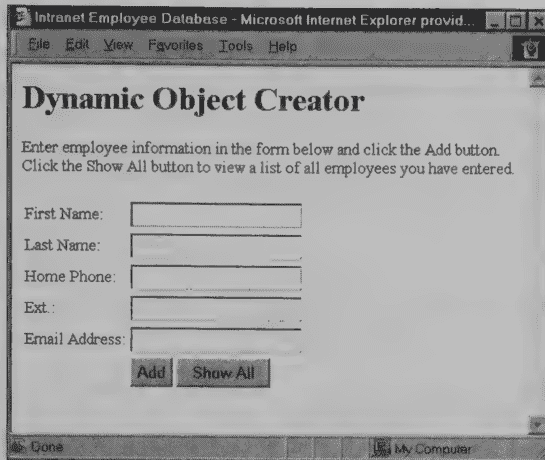 Intranet Employee Database - Microsoft Internet Explorer provid...
File Edit View Favorites Tools Help
Dynamic Object Creator
Enter employee information in the form below and click the Add button.
Click the Show All button to view a list of all employees you have entered.
First Name:
Last Name:
Home Phone:
Ext.:
Email Address:
Add Show All
Done My Computer